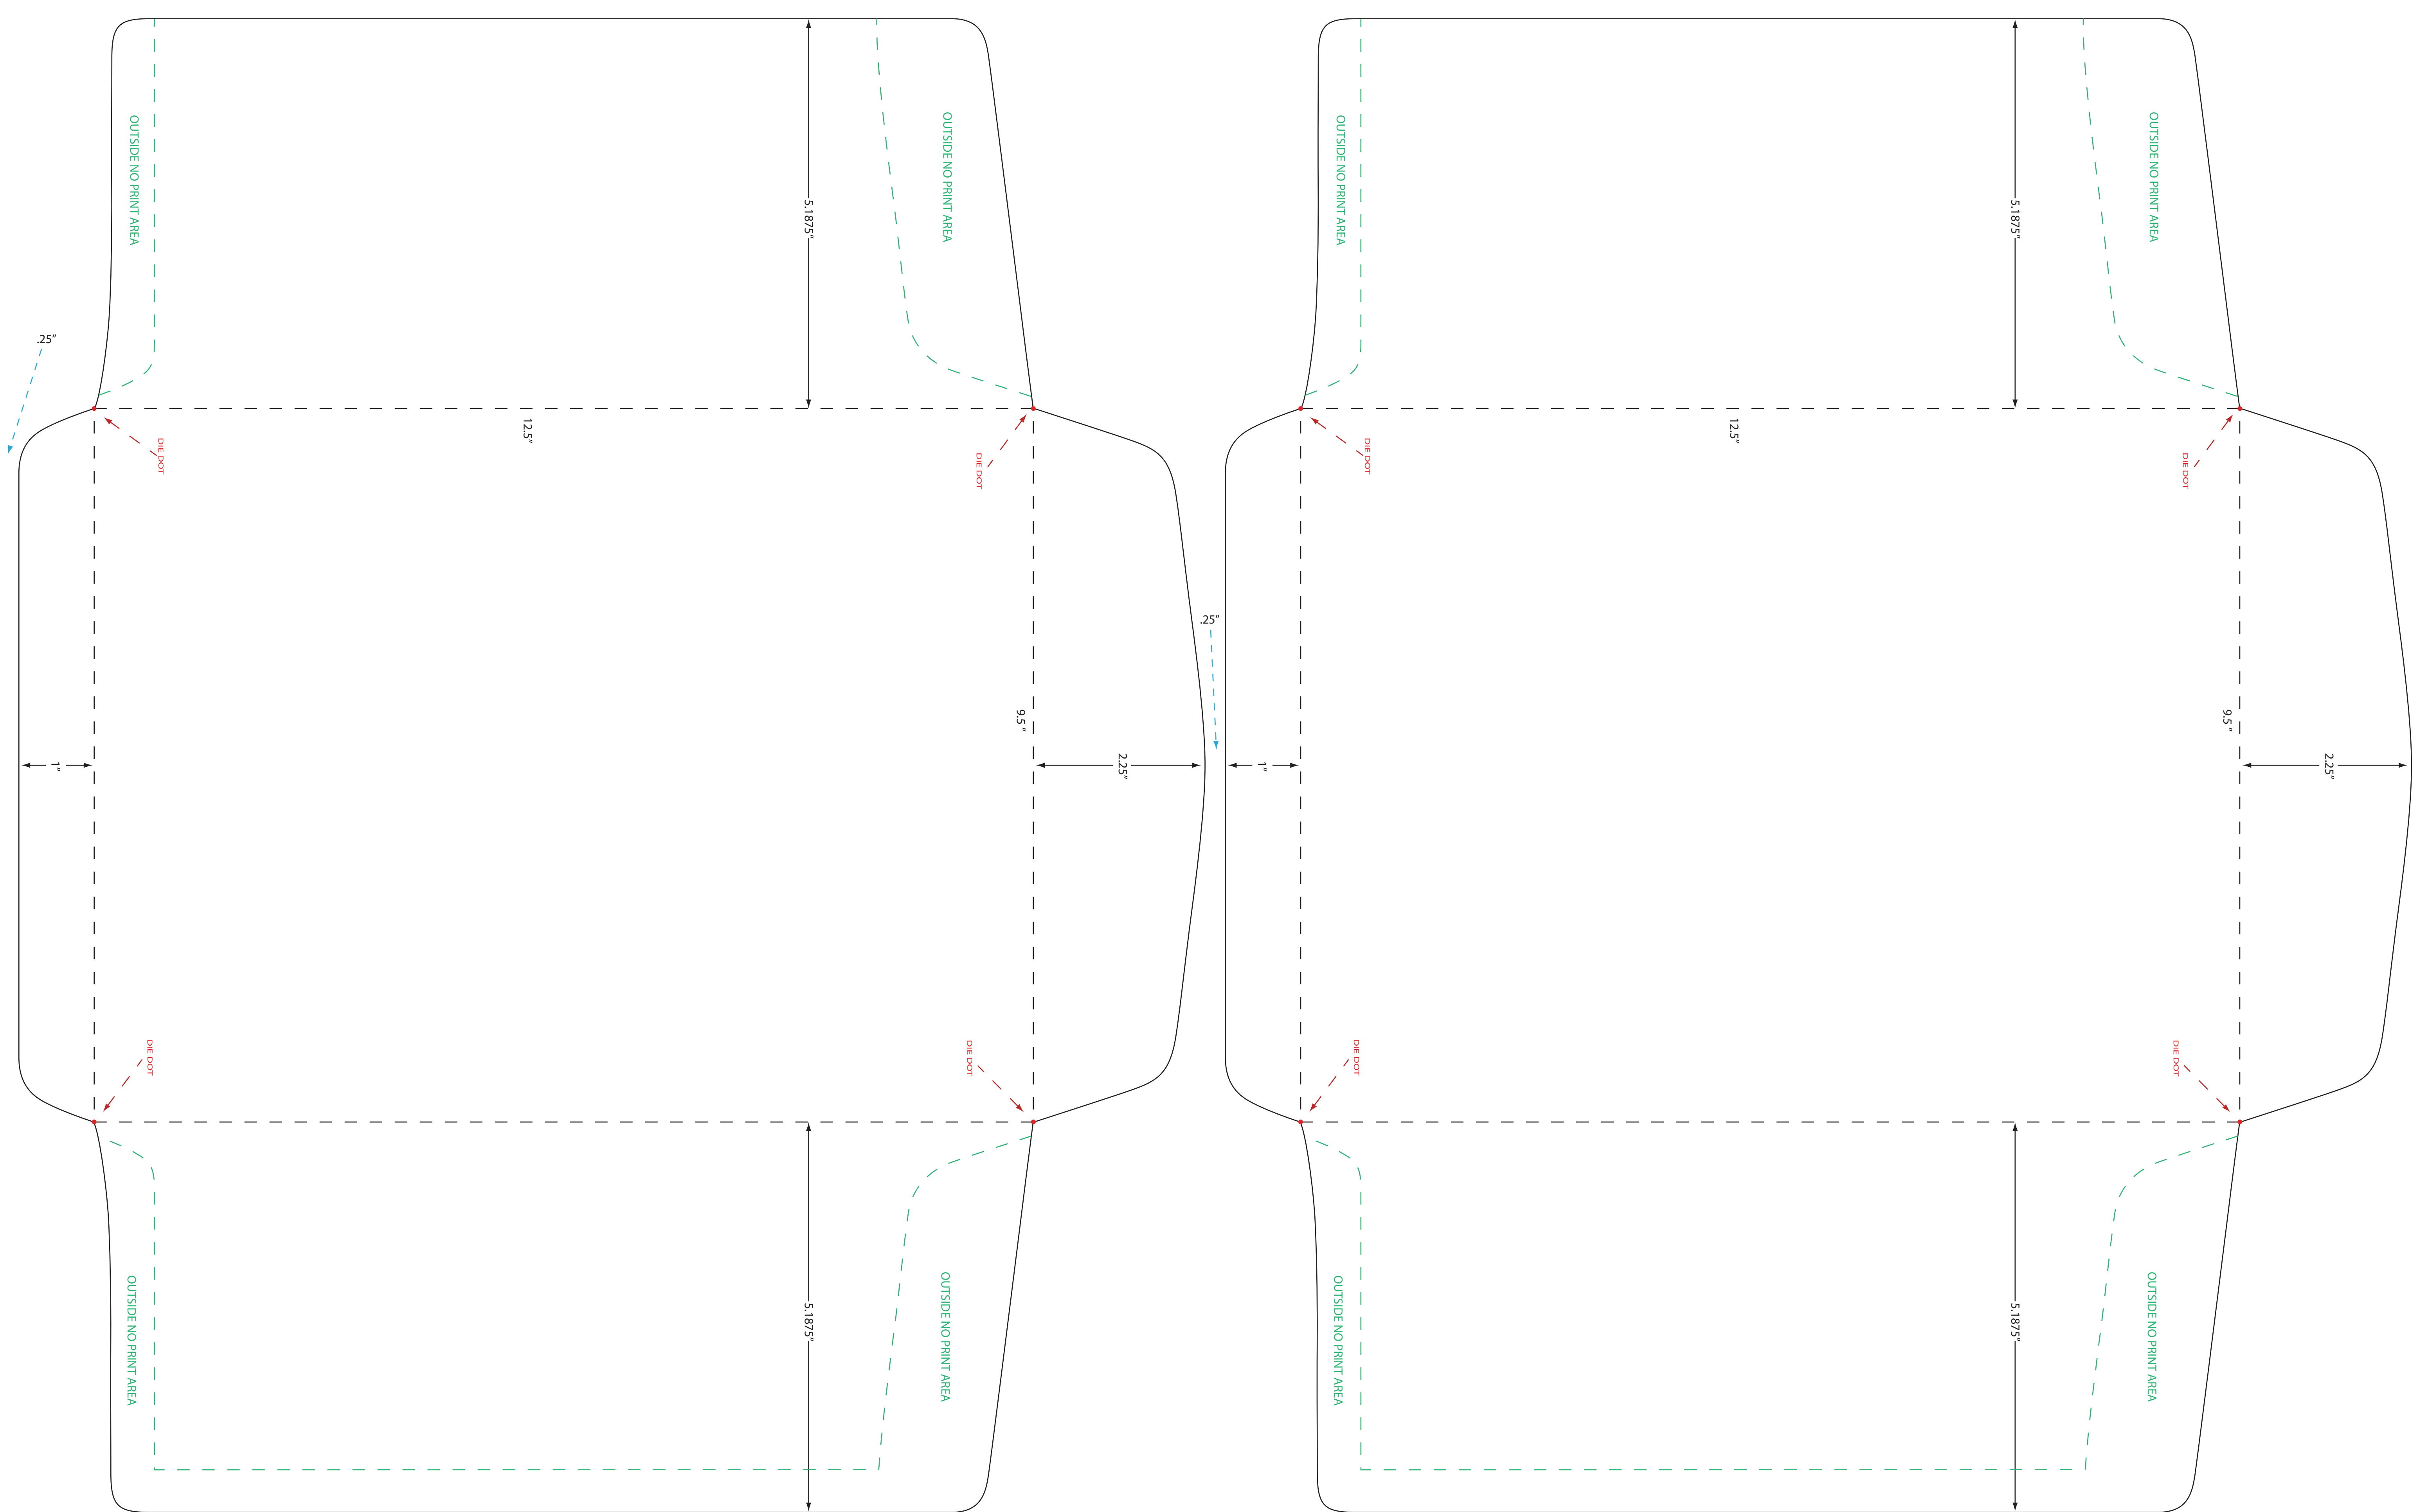 OUTSIDE NO PRINT AREA
OUTSIDE NO PRINT AREA
5.1875”
.25”
12.5”
DIE DOT
DIE DOT
9.5 ”
1”
2.25”
DIE DOT
DIE DOT
OUTSIDE NO PRINT AREA
OUTSIDE NO PRINT AREA
5.1875”
OUTSIDE NO PRINT AREA
OUTSIDE NO PRINT AREA
5.1875”
.25”
12.5”
DIE DOT
DIE DOT
9.5 ”
1”
2.25”
DIE DOT
DIE DOT
OUTSIDE NO PRINT AREA
OUTSIDE NO PRINT AREA
5.1875”